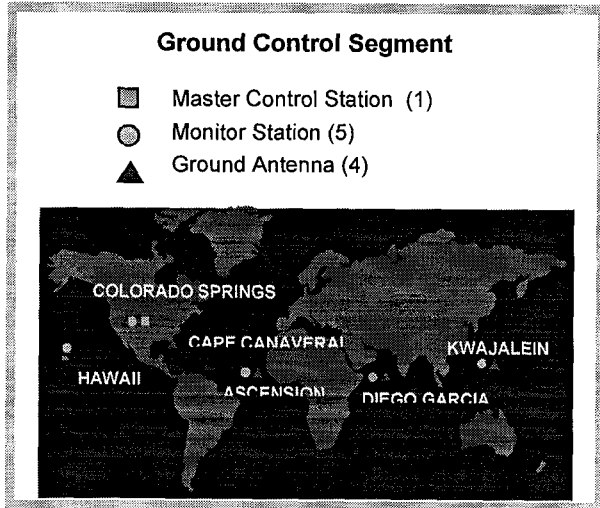 Ground Control Segment
Master Control Station (1)
Monitor Station (5)
Ground Antenna (4)
COLORADO SPRINGS
CAPE CANAVERAL
KWAJALEIN
HAWAII
ASCENSION
DIEGO GARCIA